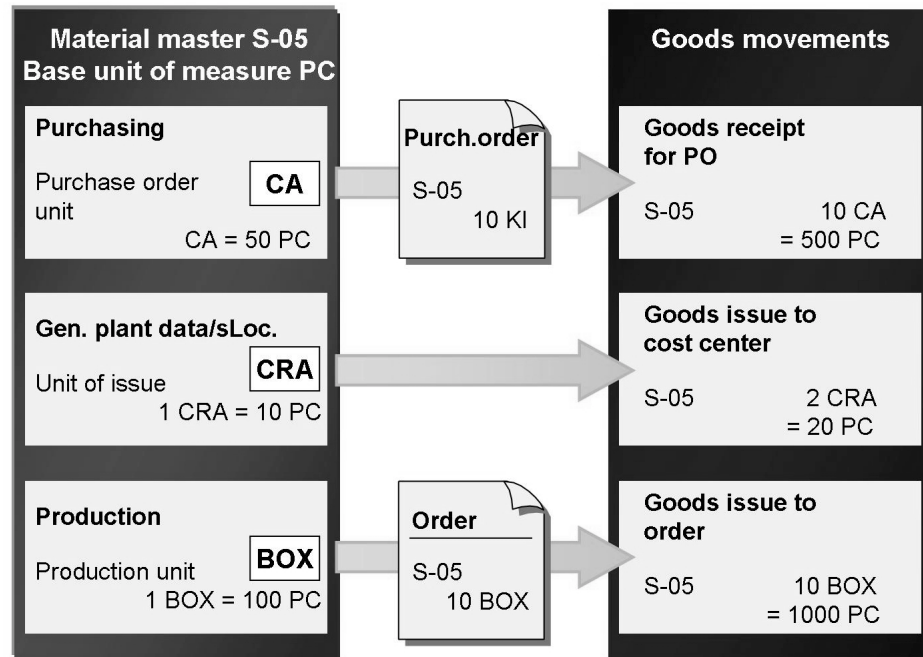 Material master S-05
Base unit of measure PC
Purchasing
Purchase order
unit
CA
CA = 50 PC
Gen. plant data/sLoc.
Unit of issue
CRA
1 CRA = 10 PC
Production
Production unit
BOX
1 BOX = 100 PC
Purch.order
S-05
10 KI
Order
S-05
10 BOX
Goods movements
Goods receipt
for PO
S-05 10 CA
= 500 PC
Goods issue to
cost center
S-05 2 CRA
= 20 PC
Goods issue to
order
S-05 10 BOX
= 1000 PC